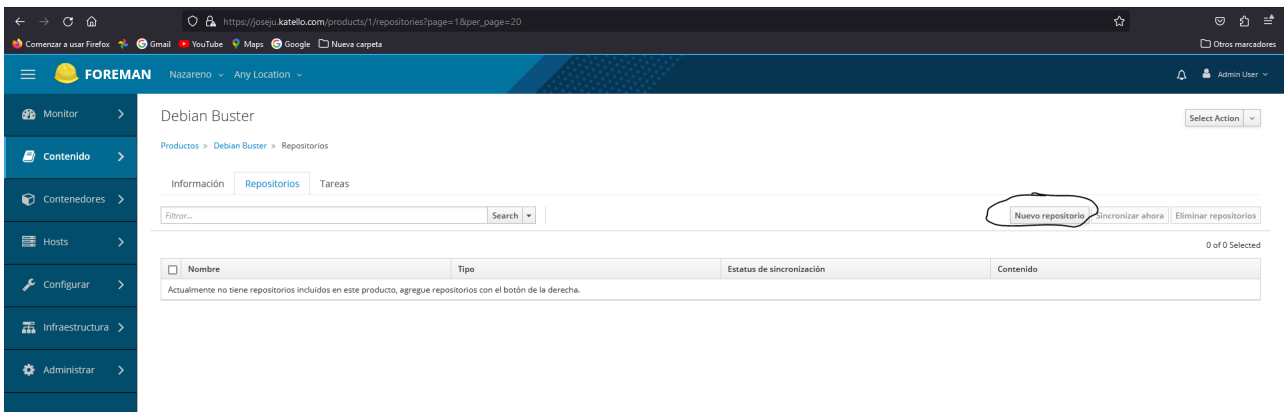 https://joseju.katello.com/products/1/repositories?page=1&per_page=20
Comenzar a usar Firefox Gmail YouTube Maps Google Nueva carpeta Otros marcadores
FOREMAN Nazareno Any Location Admin User
Monitor
Contenido
Contenedores
Hosts
Configurar
Infraestructura
Administrar
Debian Buster Select Action
Productos » Debian Buster » Repositorios
Información Repositorios Tareas
Filtrar... Search Nuevo repositorio Sincronizar ahora Eliminar repositorios
0 of 0 Selected
Nombre Tipo Estatus de sincronización Contenido
Actualmente no tiene repositorios incluidos en este producto, agregue repositorios con el botón de la derecha.